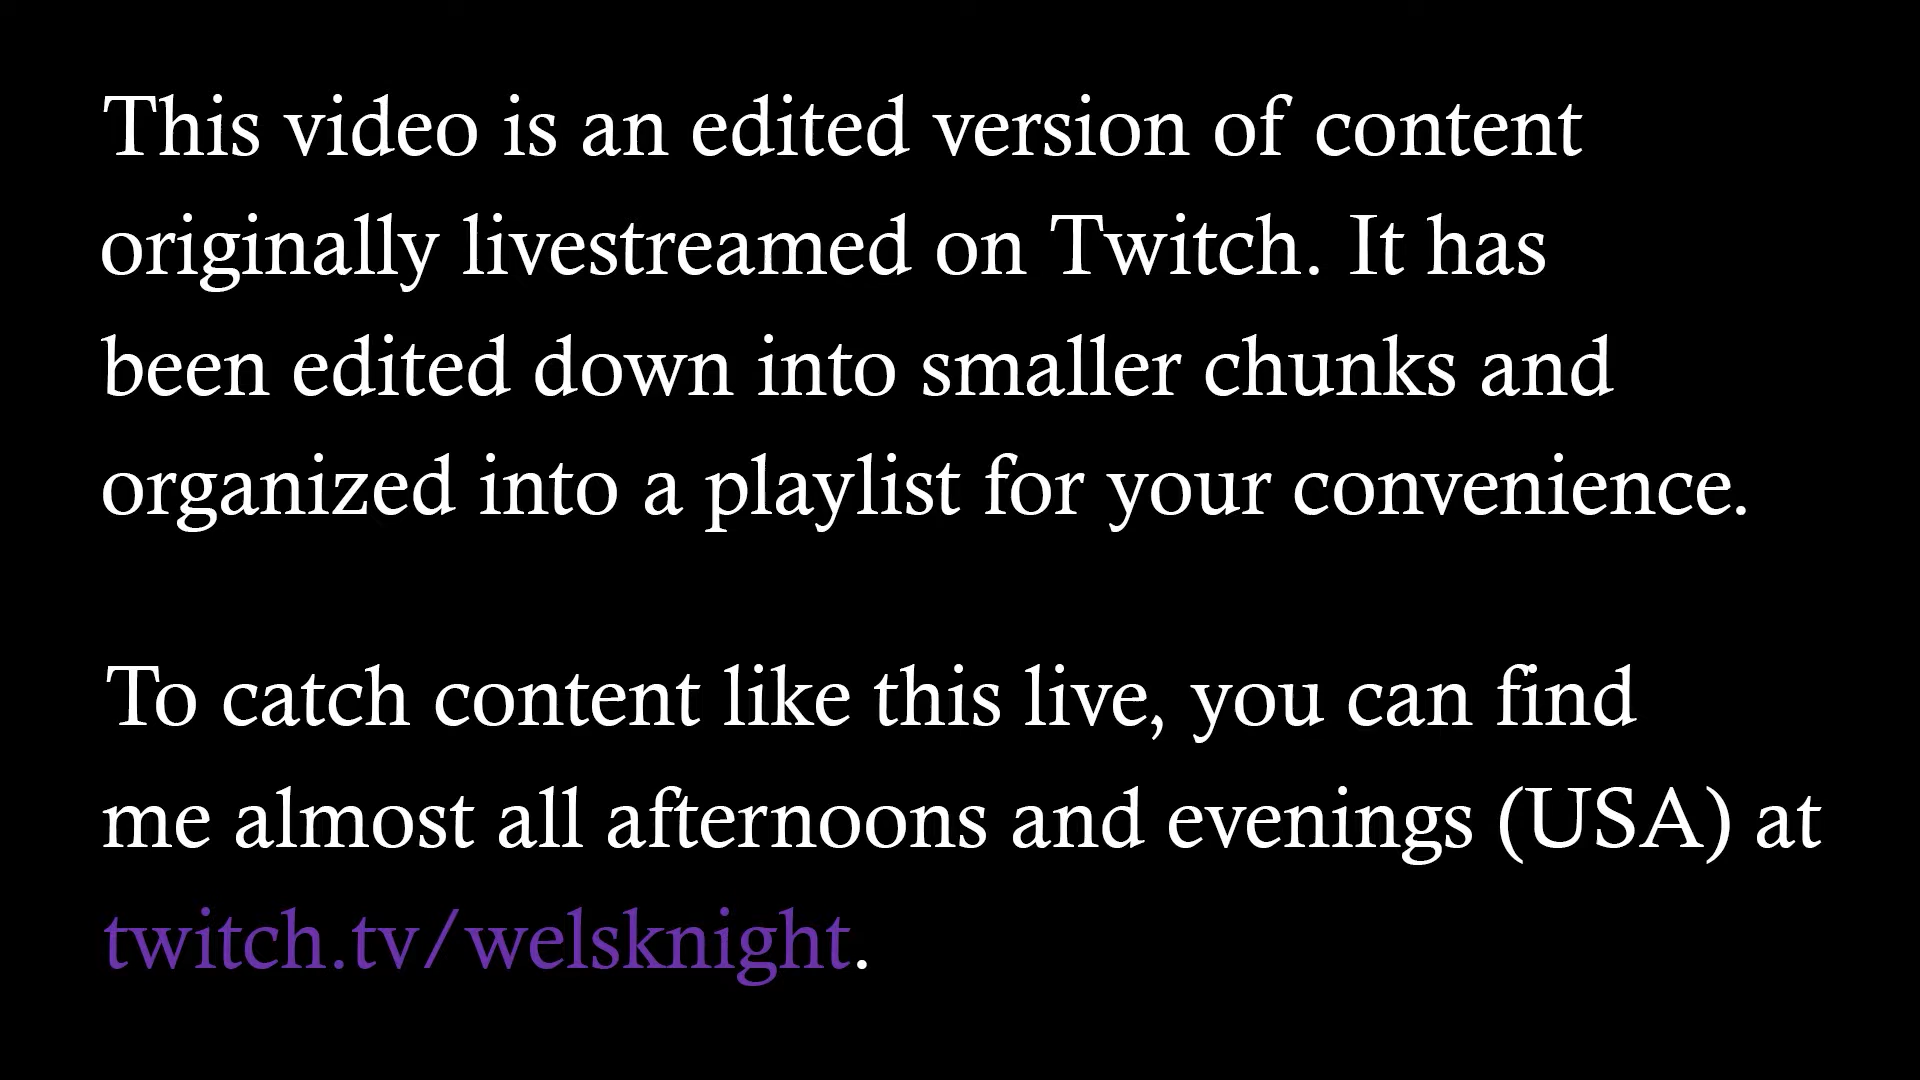 This video is an edited version of content
originally livestreamed on Twitch. It has
been edited down into smaller chunks and
organized into a playlist for your convenience.
To catch content like this live, you can find
me almost all afternoons and evenings (USA) at
twitch.tv/welsknight.